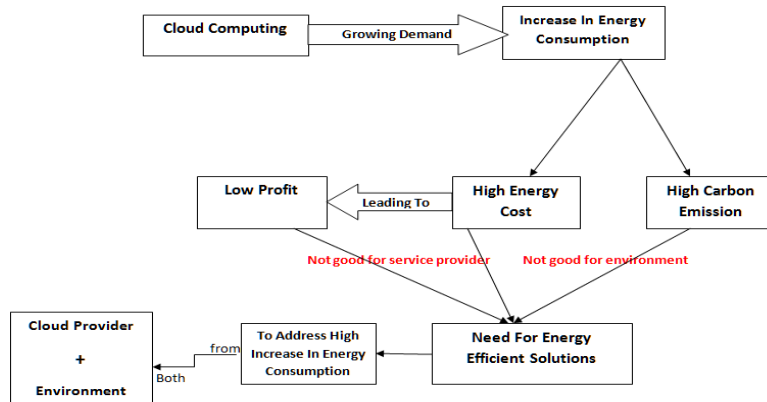 Cloud Computing
Growing Demand
Increase In Energy
Consumption
Low Profit
Leading To
High Energy
Cost
High Carbon
Emission
Not good for service provider
Not good for environment
Cloud Provider
+
Environment
from
Both
To Address High
Increase In Energy
Consumption
Need For Energy
Efficient Solutions